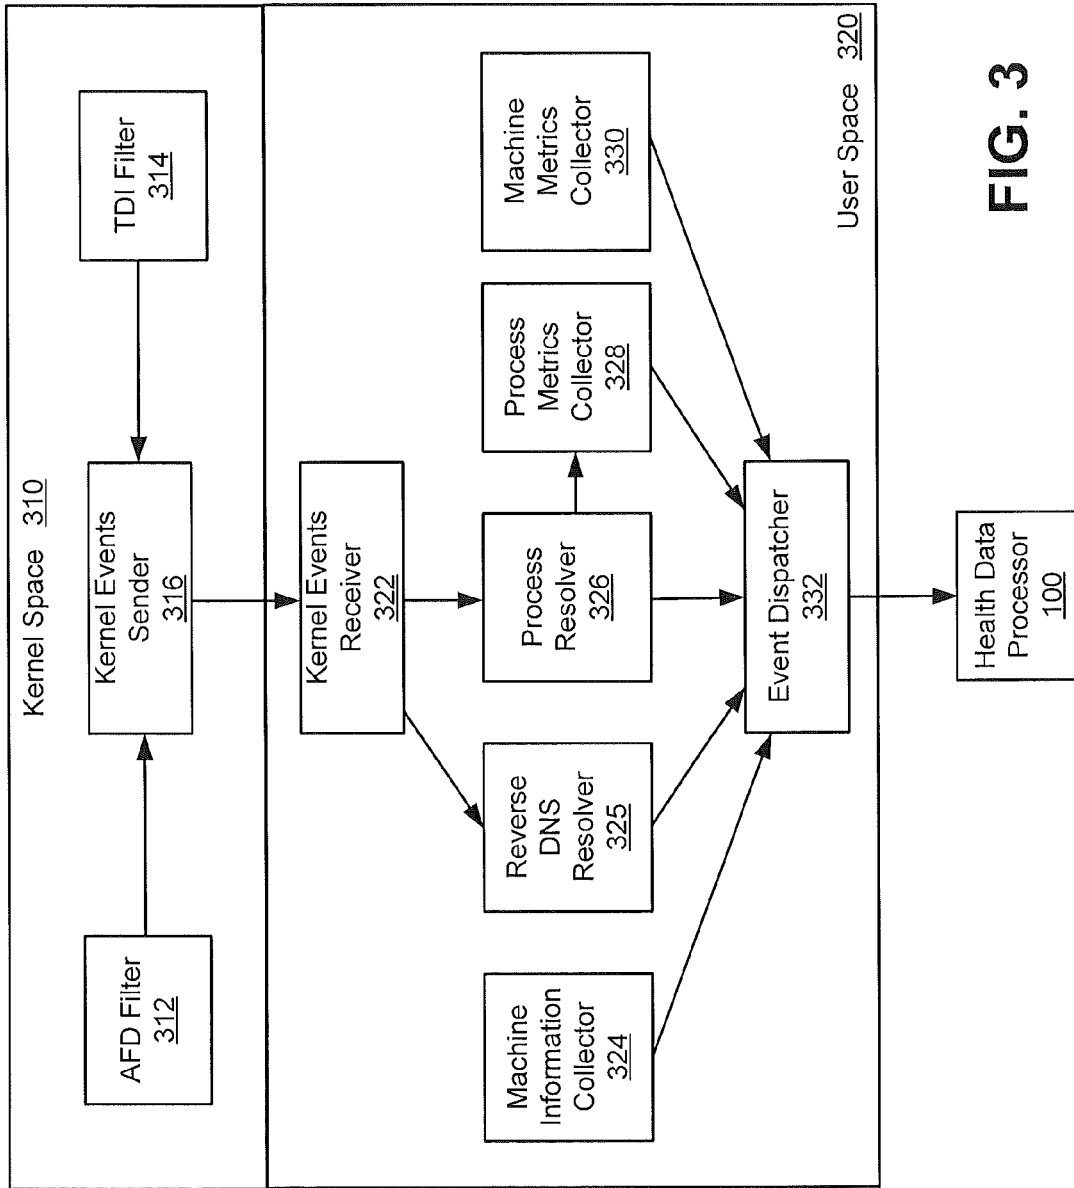 Kernel Space 310
AFD Filter
312
Kernel Events
Sender
316
TDI Filter
314
Kernel Events
Receiver
322
Machine
Information
Collector
324
Reverse
DNS
Resolver
325
Process
Resolver
326
Process
Metrics
Collector
328
Machine
Metrics
Collector
330
Event Dispatcher
332
User Space 320
Health Data
Processor
100
FIG. 3